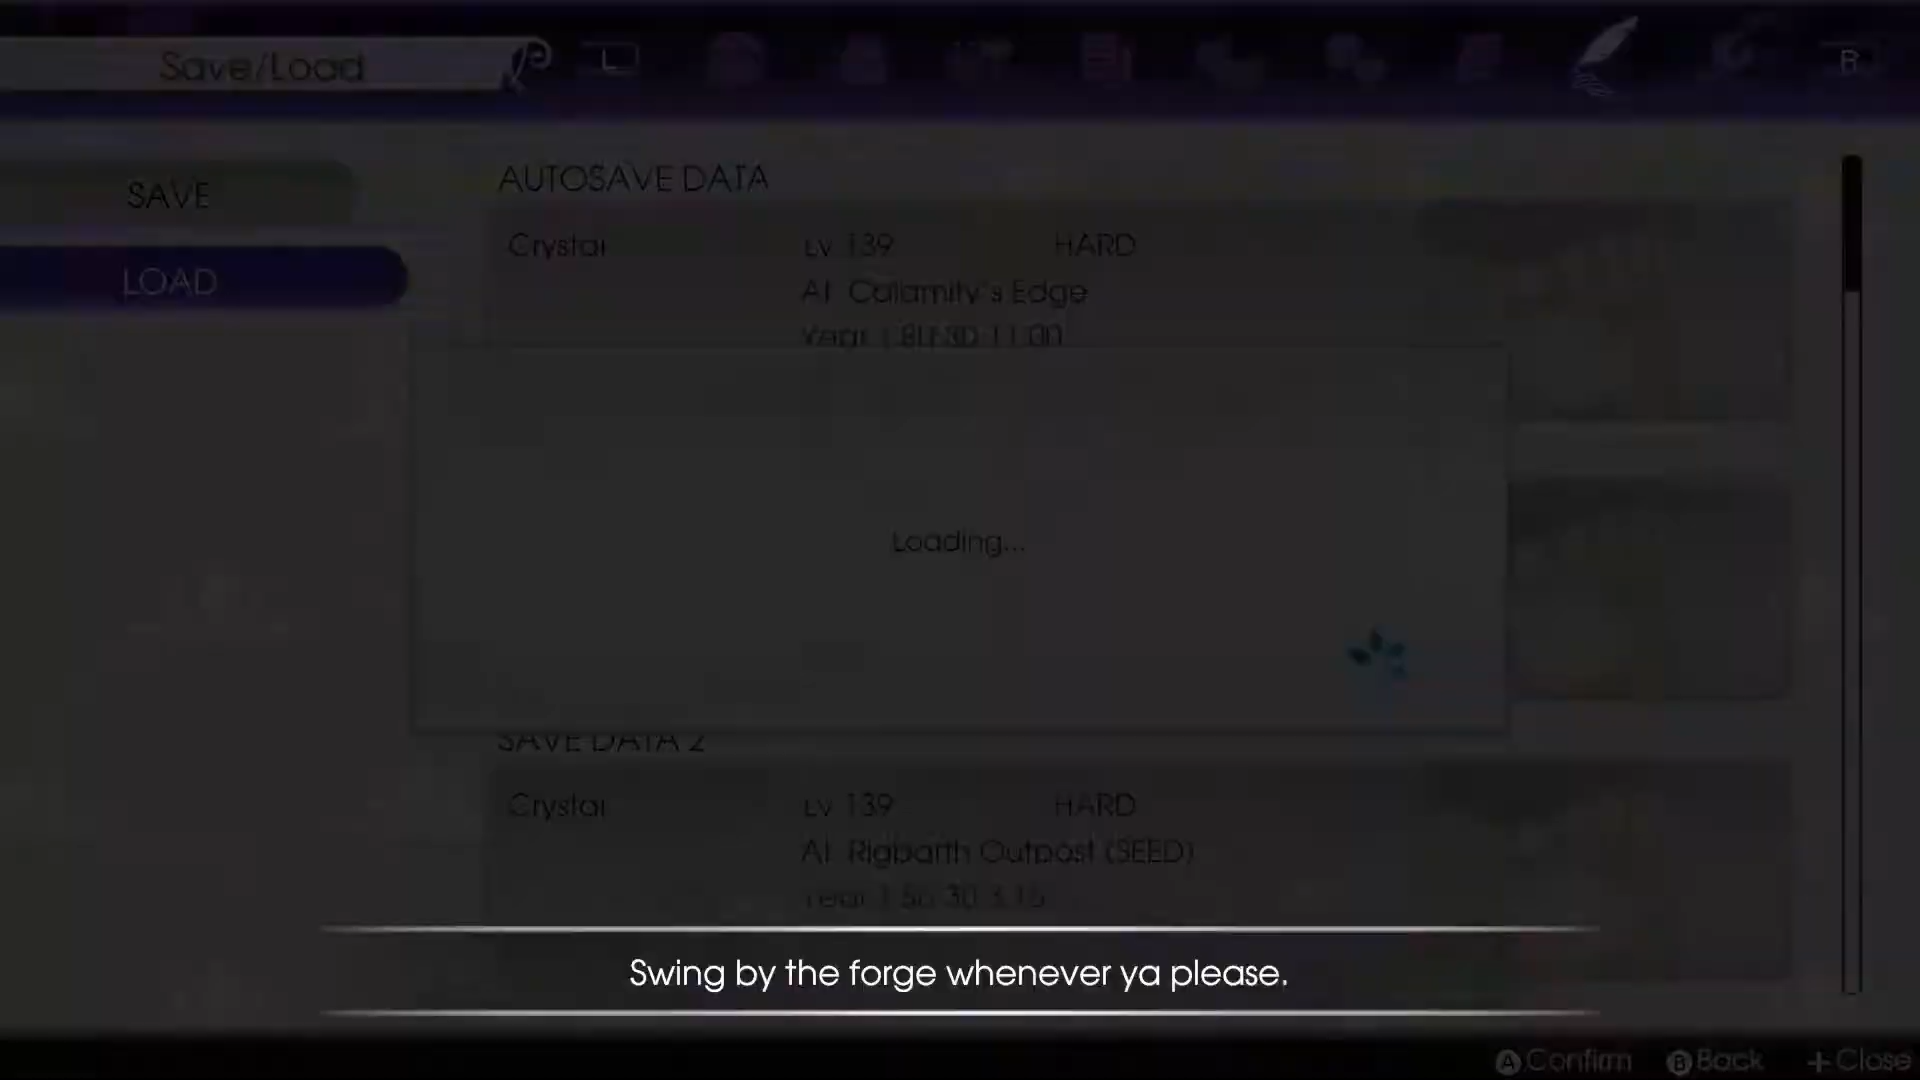 Save/Load
L
B
SAVE
LOAD
AUTOSAVE DATA
Crystal
Lv 139
HARD
At Calamity's Edge
Loading...
SAVE DATA 2
Crystal
Lv 139
HARD
At Rigbarth Outpost (SEED)
Swing by the forge whenever ya please.
A Confirm
B Back
+ Close